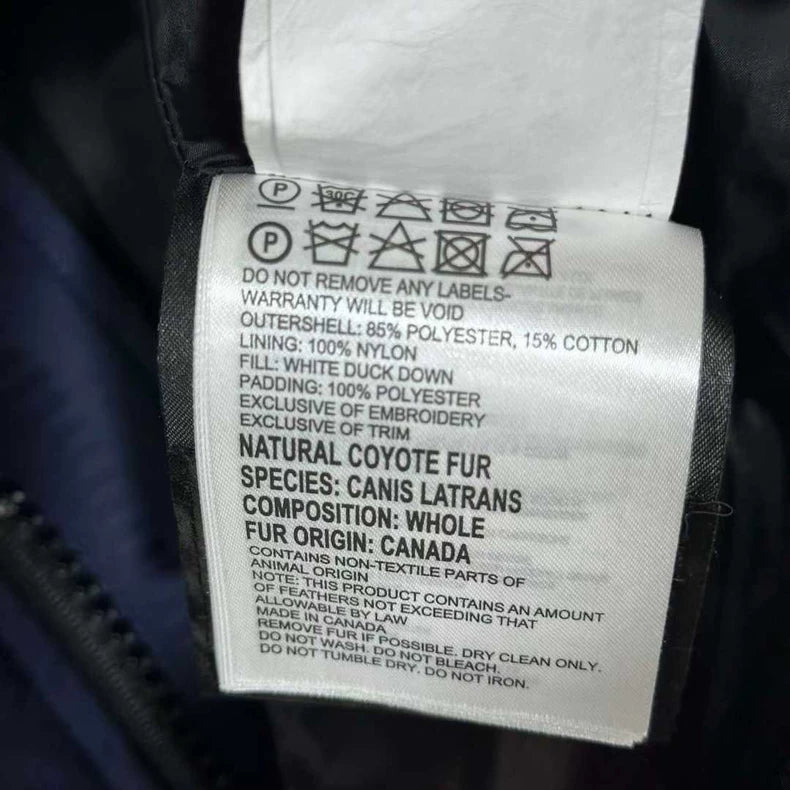 P 30C
P
DO NOT REMOVE ANY LABELS-
WARRANTY WILL BE VOID
OUTERSHELL: 85% POLYESTER, 15% COTTON
LINING: 100% NYLON
FILL: WHITE DUCK DOWN
PADDING: 100% POLYESTER
EXCLUSIVE OF EMBROIDERY
EXCLUSIVE OF TRIM
NATURAL COYOTE FUR
SPECIES: CANIS LATRANS
COMPOSITION: WHOLE
FUR ORIGIN: CANADA
CONTAINS NON-TEXTILE PARTS OF
ANIMAL ORIGIN
NOTE: THIS PRODUCT CONTAINS AN AMOUNT
OF FEATHERS NOT EXCEEDING THAT
ALLOWABLE BY LAW
MADE IN CANADA
REMOVE FUR IF POSSIBLE. DRY CLEAN ONLY.
DO NOT WASH. DO NOT BLEACH.
DO NOT TUMBLE DRY. DO NOT IRON.